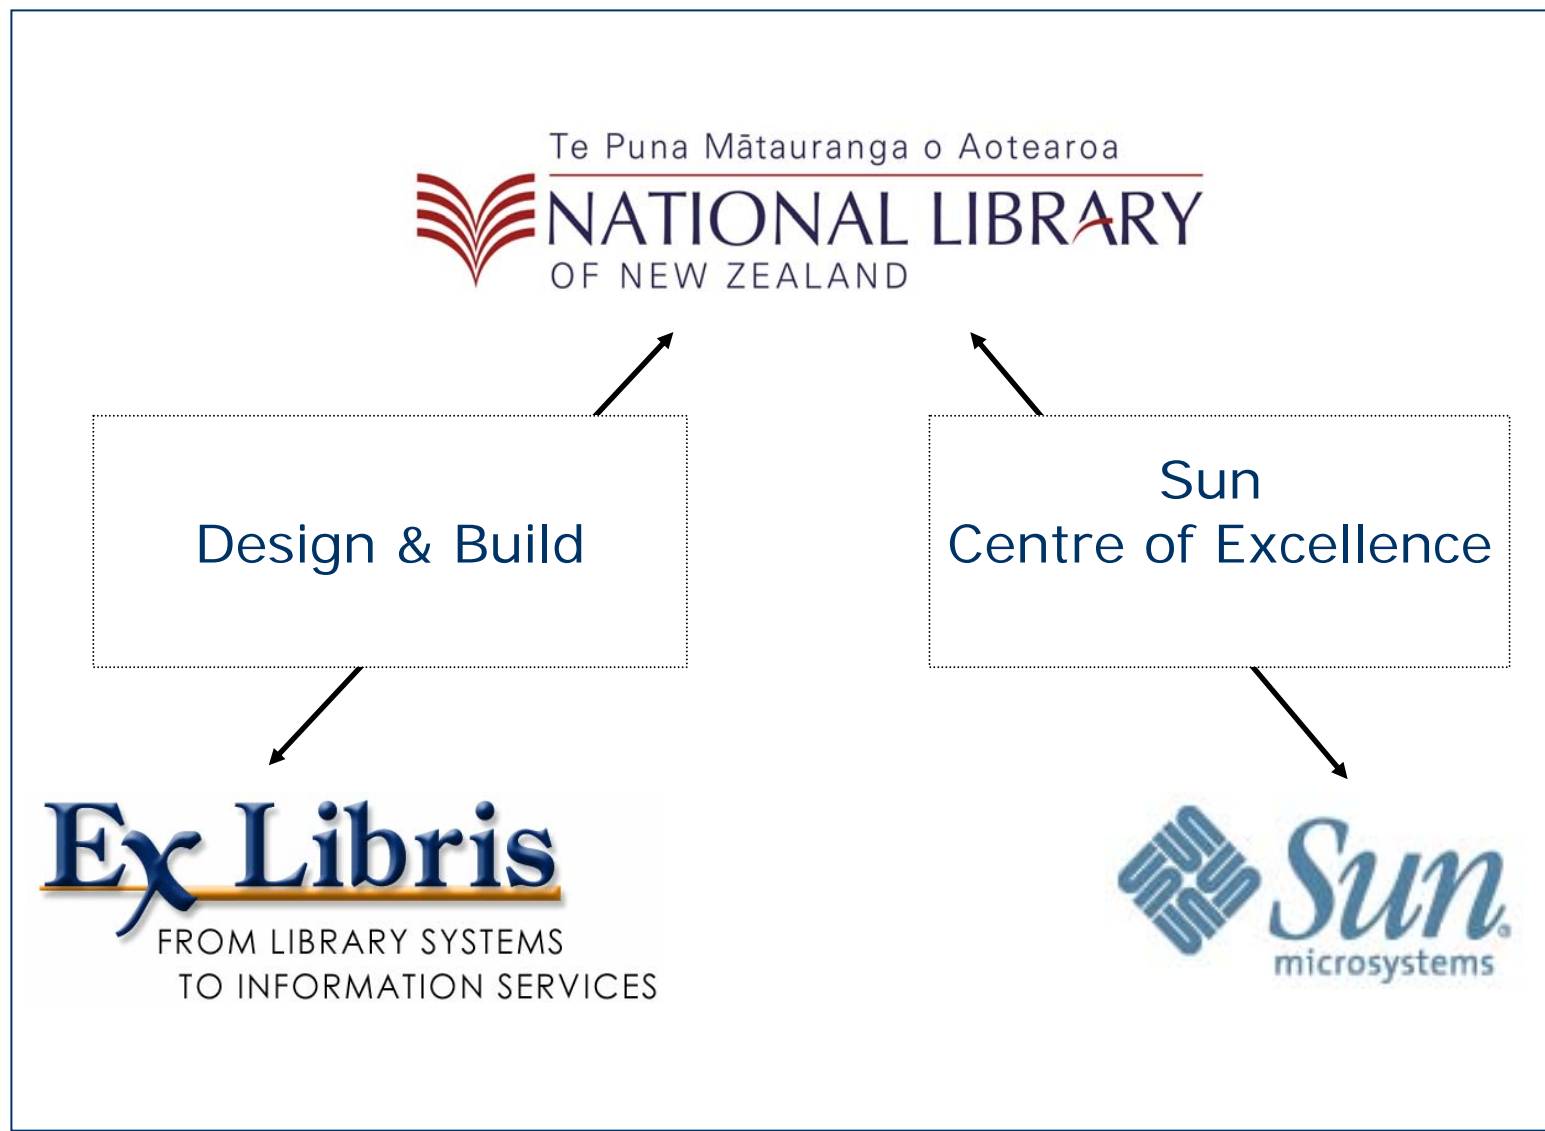 Te Puna Mātauranga o Aotearoa
NATIONAL LIBRARY
OF NEW ZEALAND
Design & Build
Sun
Centre of Excellence
Ex Libris
FROM LIBRARY SYSTEMS
TO INFORMATION SERVICES
Sun
microsystems